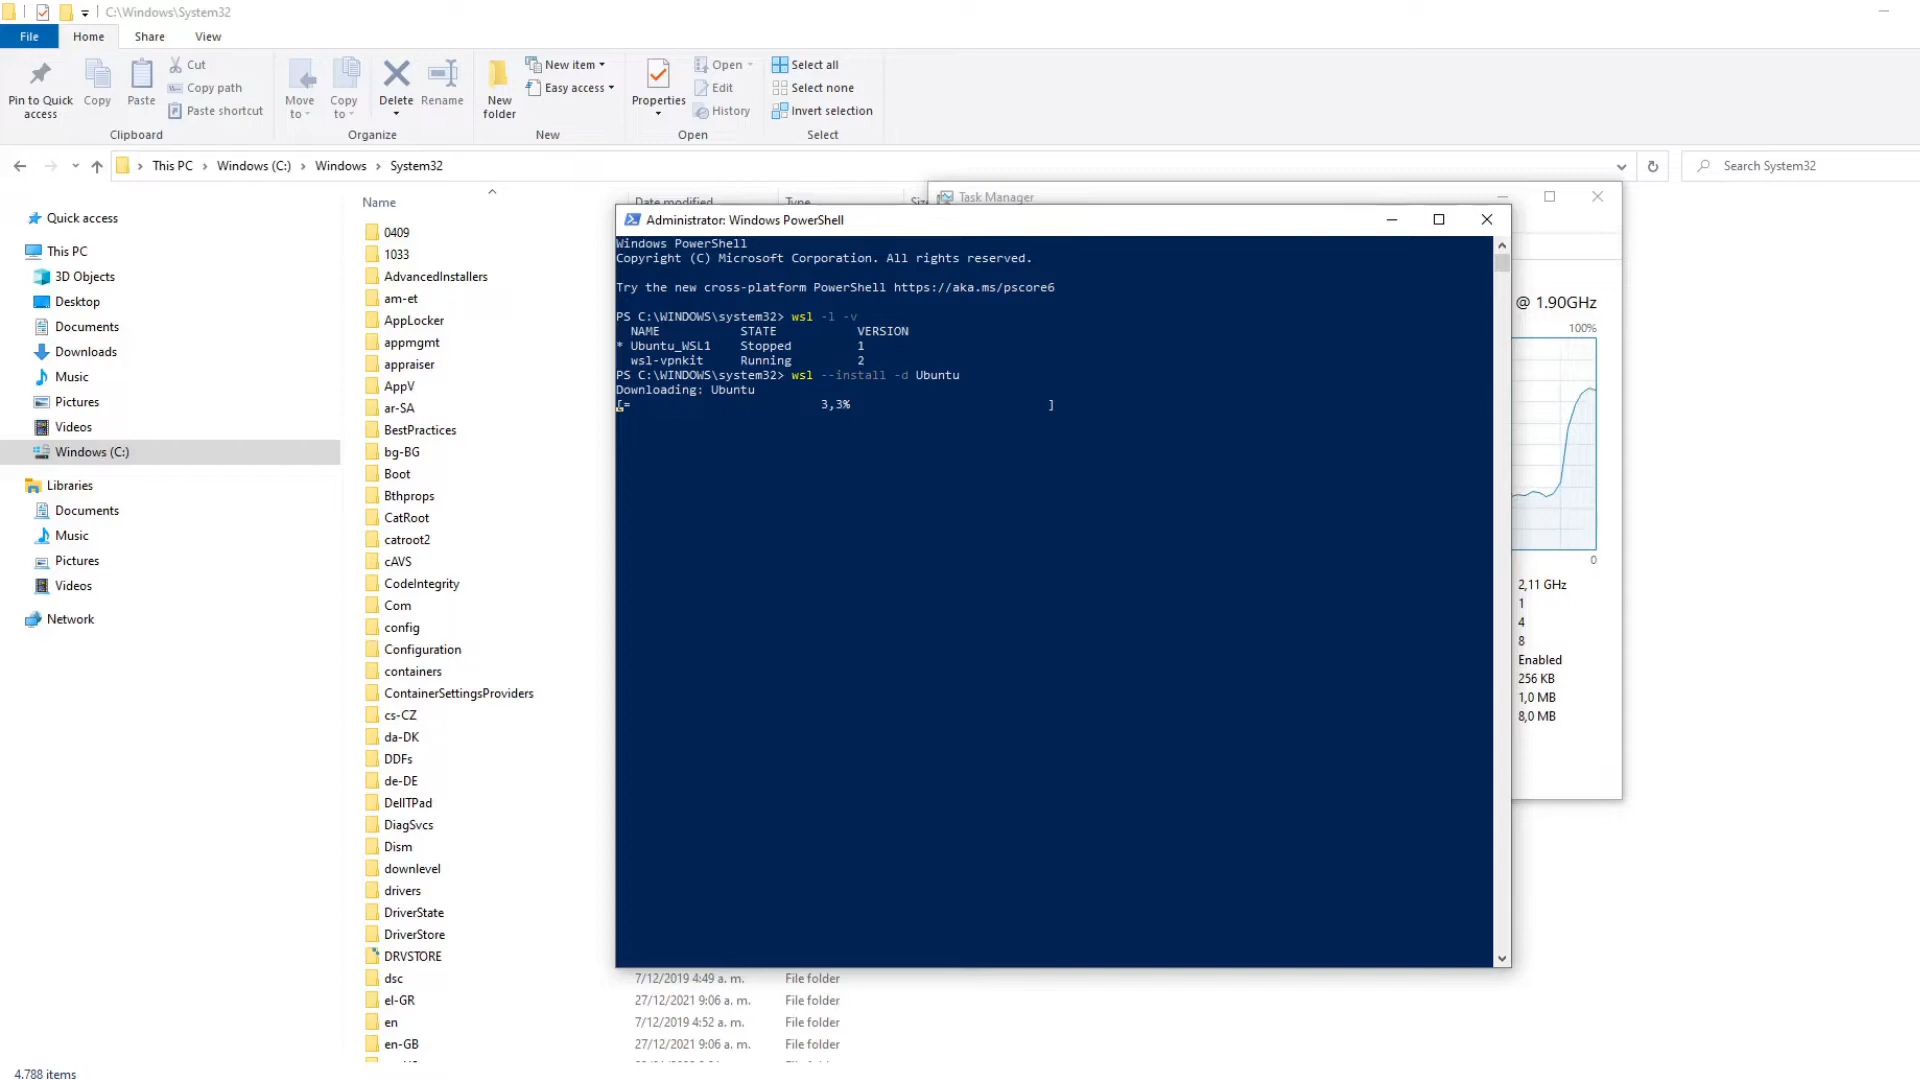 C:\Windows\System32
File Home Share View
Pin to Quick access
Copy
Paste
Cut
Copy path
Paste shortcut
Clipboard
Move to
Copy to
Delete
Rename
Organize
New folder
New item
Easy access
New
Properties
Open
Edit
History
Open
Select all
Select none
Invert selection
Select
This PC › Windows (C:) › Windows › System32
Search System32
Quick access
This PC
3D Objects
Desktop
Documents
Downloads
Music
Pictures
Videos
Windows (C:)
Libraries
Documents
Music
Pictures
Videos
Network
Name Date modified Type
0409
1033
AdvancedInstallers
am-et
AppLocker
appmgmt
appraiser
AppV
ar-SA
BestPractices
bg-BG
Boot
Bthprops
CatRoot
catroot2
cAVS
CodeIntegrity
Com
config
Configuration
containers
ContainerSettingsProviders
cs-CZ
da-DK
DDFs
de-DE
DellTPad
DiagSvcs
Dism
downlevel
drivers
DriverState
DriverStore
DRVSTORE
dsc 7/12/2019 4:49 a. m. File folder
el-GR 27/12/2021 9:06 a. m. File folder
en 7/12/2019 4:52 a. m. File folder
en-GB 27/12/2021 9:06 a. m. File folder
4.788 items
Task Manager
@ 1.90GHz
100%
0
2,11 GHz
1
4
8
Enabled
256 KB
1,0 MB
8,0 MB
Administrator: Windows PowerShell
Windows PowerShell
Copyright (C) Microsoft Corporation. All rights reserved.
Try the new cross-platform PowerShell https://aka.ms/pscore6
PS C:\WINDOWS\system32> wsl -l -v
NAME STATE VERSION
* Ubuntu_WSL1 Stopped 1
wsl-vpnkit Running 2
PS C:\WINDOWS\system32> wsl --install -d Ubuntu
Downloading: Ubuntu
[= 3,3% ]